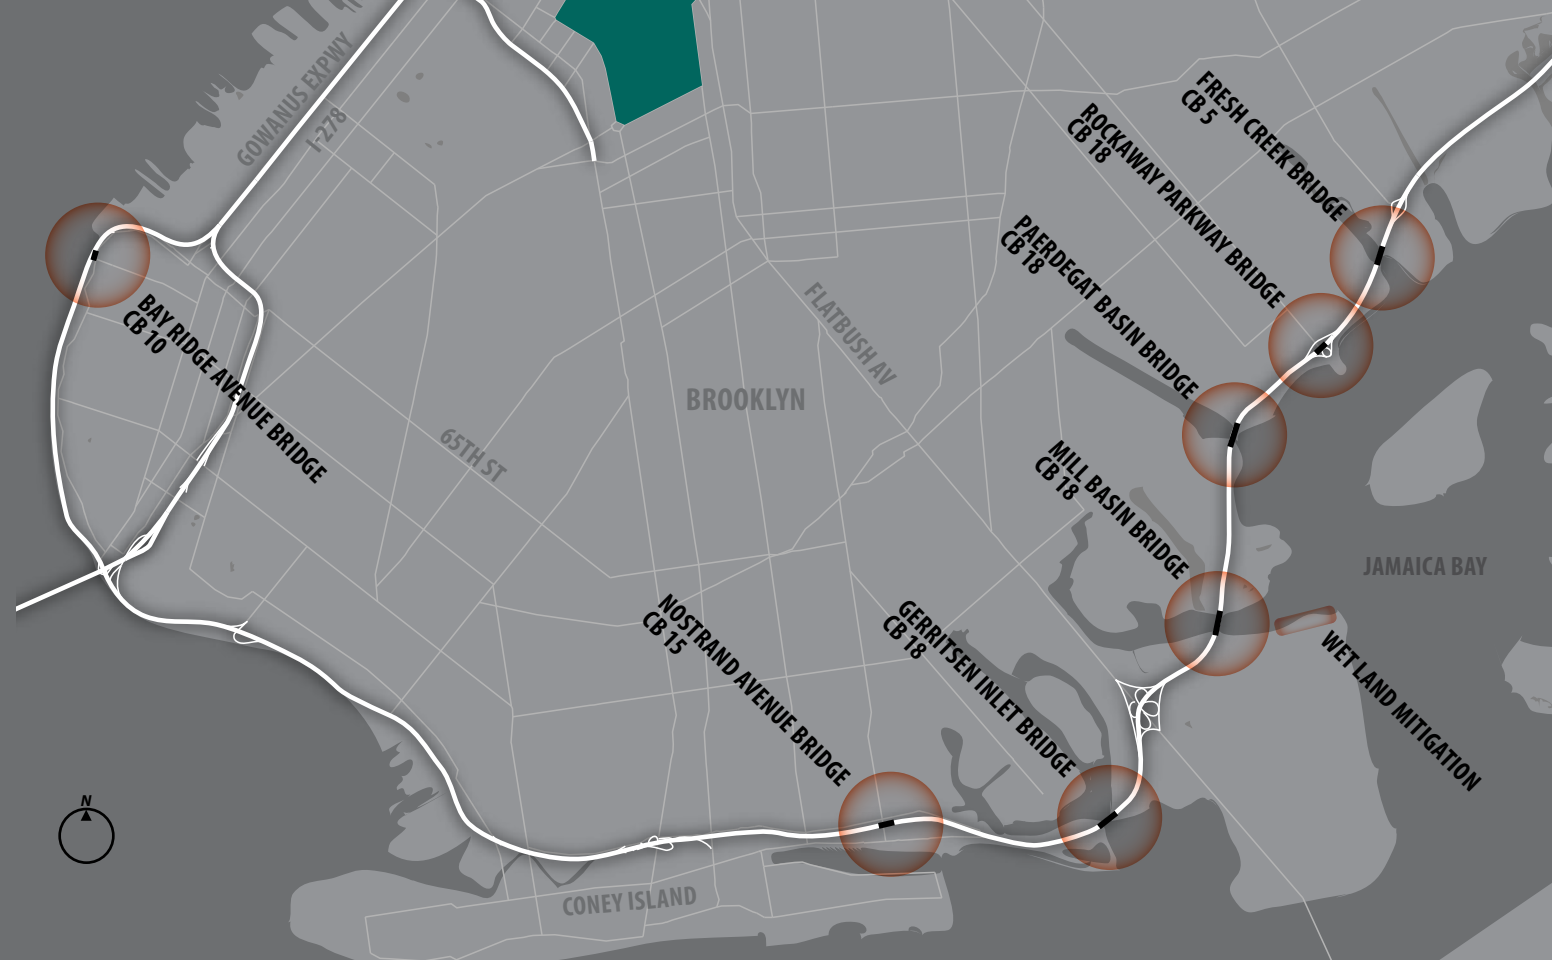 GOWANUS EXPWY
I-278
FRESH CREEK BRIDGE
CB 5
ROCKAWAY PARKWAY BRIDGE
CB 18
PAERDEGAT BASIN BRIDGE
CB 18
BAY RIDGE AVENUE BRIDGE
CB 10
FLATBUSH AV
BROOKLYN
65TH ST
MILL BASIN BRIDGE
CB 18
JAMAICA BAY
NOSTRAND AVENUE BRIDGE
CB 15
GERRITSEN INLET BRIDGE
CB 18
WET LAND MITIGATION
N
CONEY ISLAND